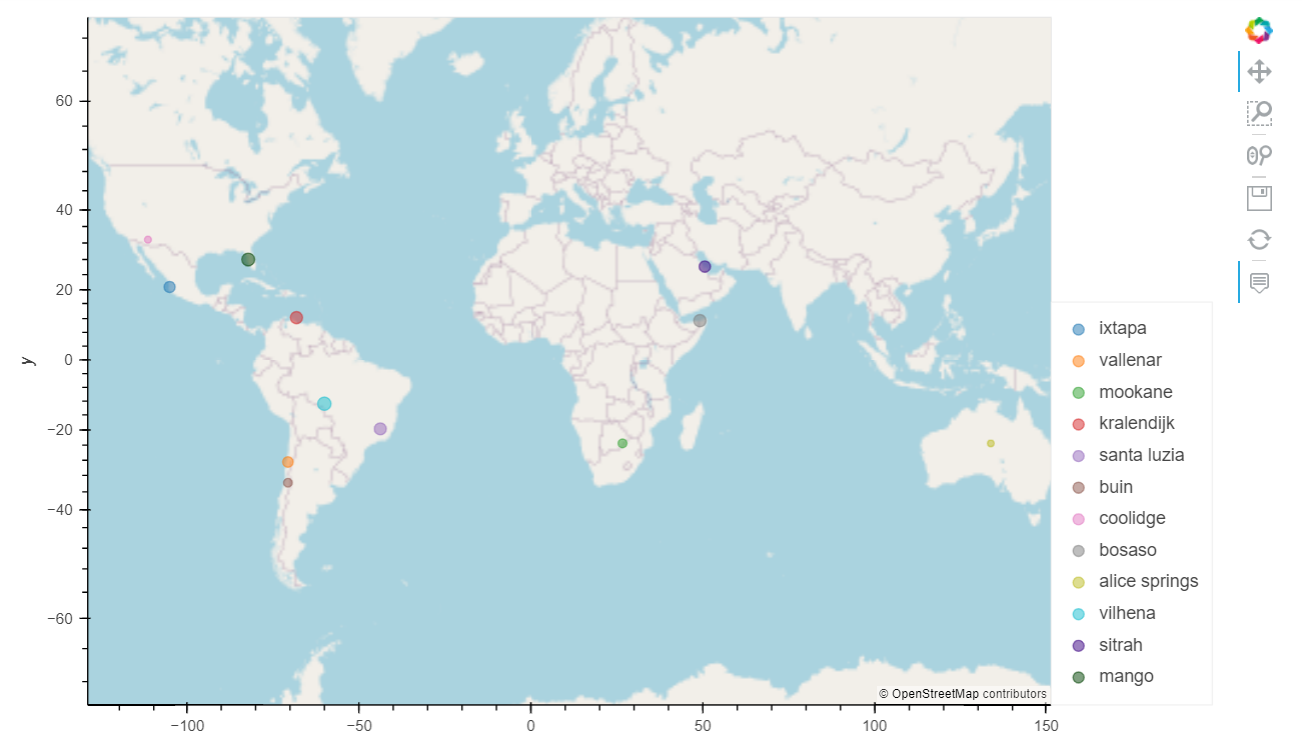 60
40
20
0
−20
−40
−60
y
−100
−50
0
50
100
150
© OpenStreetMap contributors
ixtapa
vallenar
mookane
kralendijk
santa luzia
buin
coolidge
bosaso
alice springs
vilhena
sitrah
mango